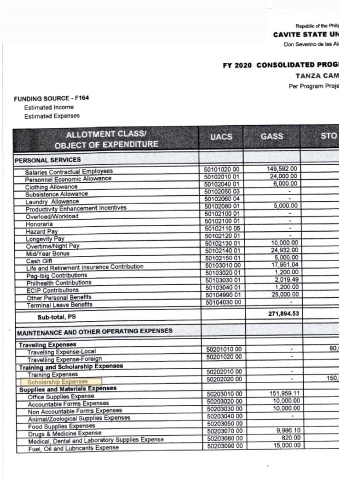 Republic of the Phili
CAVITE STATE UN
Don Severino de las Al
FY 2020 CONSOLIDATED PROG
TANZA CAM
Per Program Proje
FUNDING SOURCE - F164
Estimated Income
Estimated Expenses
ALLOTMENT CLASS/ OBJECT OF EXPENDITURE UACS GASS STO
PERSONAL SERVICES
Salaries Contractual Employees 50101020 00 149,592.00
Personnel Economic Allowance 50102010 01 24,000.00
Clothing Allowance 50102040 01 6,000.00
Subsistence Allowance 50102050 03 -
Laundry Allowance 50102060 04 -
Productivity Enhancement Incentives 50102080 01 5,000.00
Overload/Workload 50102100 01 -
Honoraria 50102100 01 -
Hazard Pay 50102110 05 -
Longevity Pay 50102120 01 -
Overtime/Night Pay 50102130 01 10,000.00
Mid/Year Bonus 50102140 01 24,932.00
Cash Gift 50102150 01 5,000.00
Life and Retirement Insurance Contribution 50103010 00 17,951.04
Pag-ibig Contributions 50103020 01 1,200.00
Philhealth Contributions 50103030 01 2,019.49
ECIP Contributions 50103040 01 1,200.00
Other Personal Benefits 50104990 01 25,000.00
Terminal Leave Benefits 50104030 00 -
Sub-total, PS 271,894.53
MAINTENANCE AND OTHER OPERATING EXPENSES
Traveling Expenses
Travelling Expense-Local 50201010 00 - 80,
Travelling Expense-Foreign 50201020 00 -
Training and Scholarship Expenses
Training Expenses 50202010 00 -
Scholarship Expenses 50202020 00 - 150,
Supplies and Materials Expenses
Office Supplies Expense 50203010 00 151,959.11
Accountable Forms Expense 50203020 00 10,000.00
Non Accountable Forms Expense 50203030 00 10,000.00
Animal/Zoological Supplies Expense 50203040 00 -
Food Supplies Expense 50203050 00 -
Drugs & Medicine Expense 50203070 00 9,986.10
Medical, Dental and Laboratory Supplies Expense 50203080 00 820.00
Fuel, Oil and Lubricants Expense 50203090 00 15,000.00